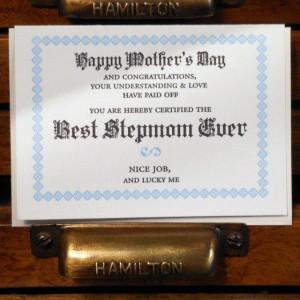 HAMILTON
Happy Mother's Day
AND CONGRATULATIONS,
YOUR UNDERSTANDING & LOVE
HAVE PAID OFF
YOU ARE HEREBY CERTIFIED THE
Best Stepmom Ever
NICE JOB,
AND LUCKY ME
HAMILTON